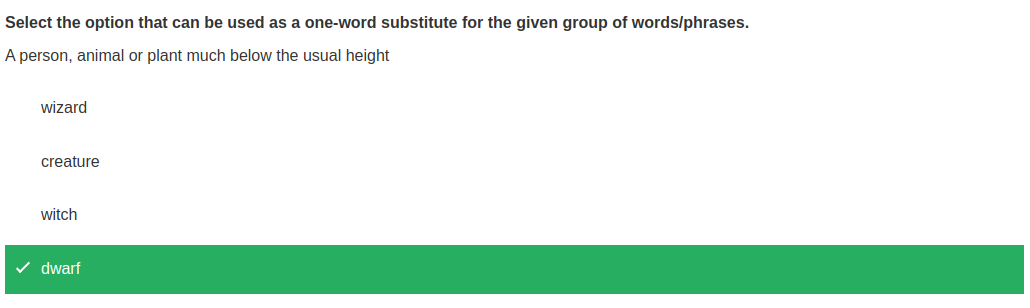 Select the option that can be used as a one-word substitute for the given group of words/phrases.
A person, animal or plant much below the usual height
wizard
creature
witch
dwarf